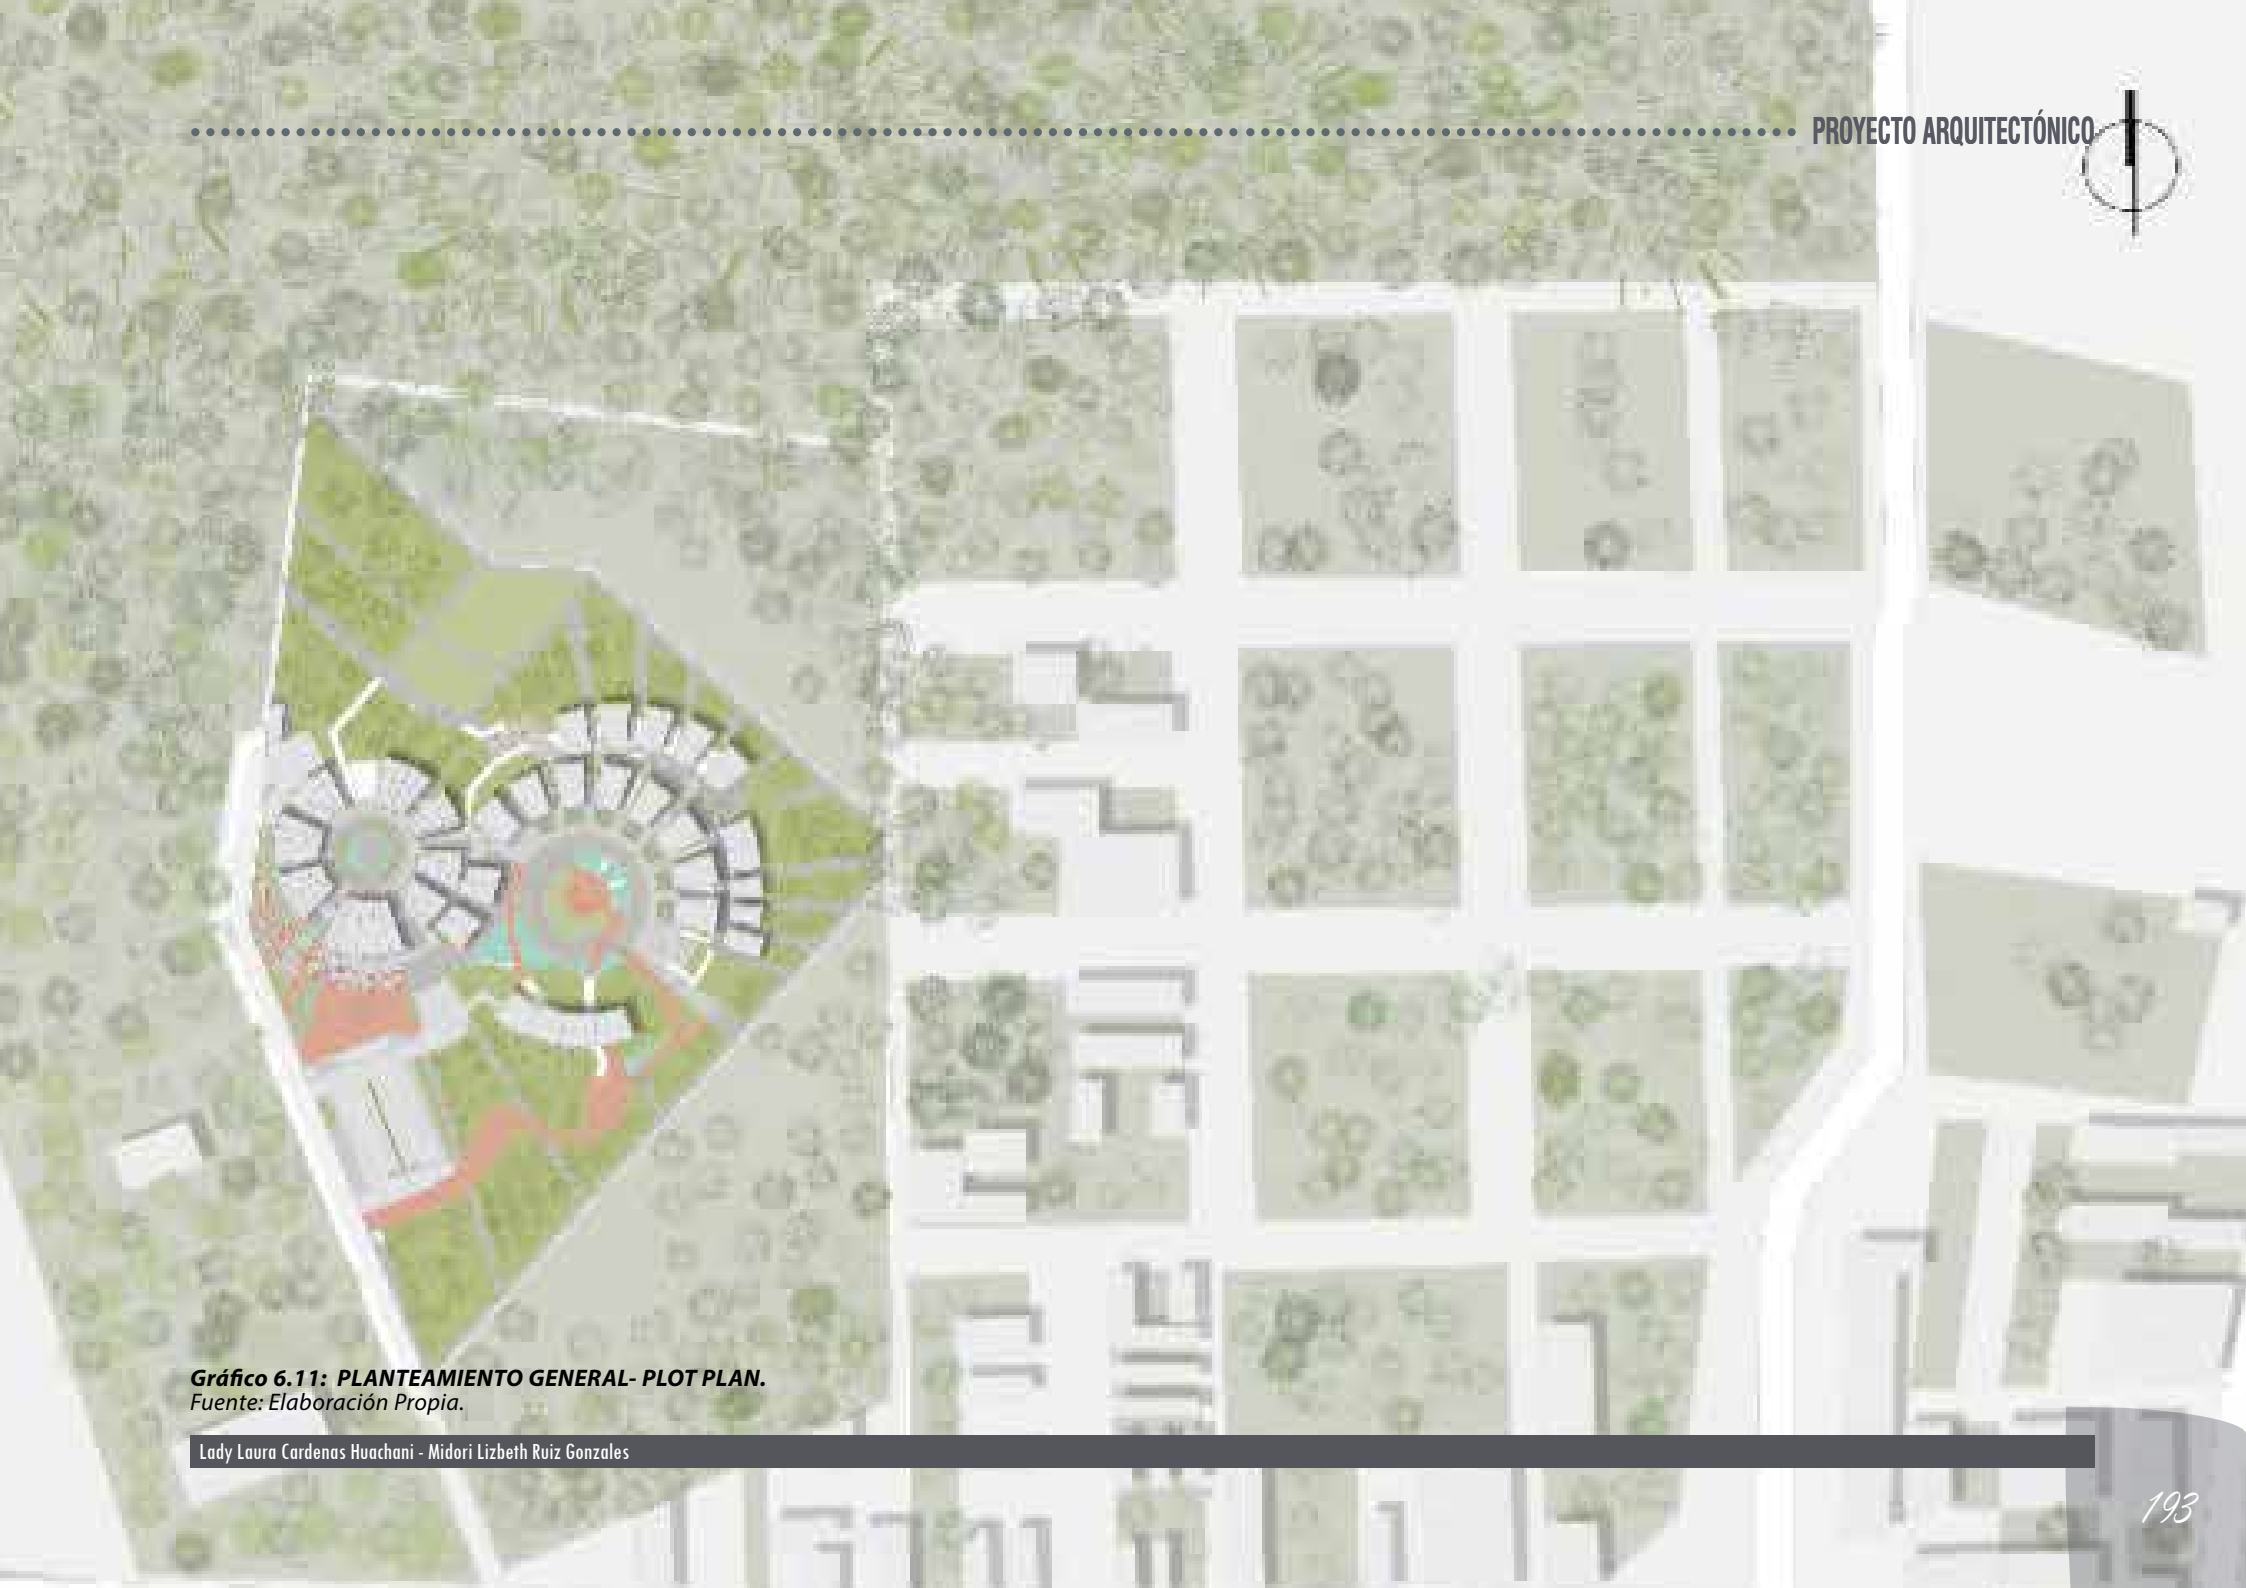 PROYECTO ARQUITECTÓNICO
Gráfico 6.11: PLANTEAMIENTO GENERAL- PLOT PLAN.
Fuente: Elaboración Propia.
Lady Laura Cardenas Huachani - Midori Lizbeth Ruiz Gonzales
193